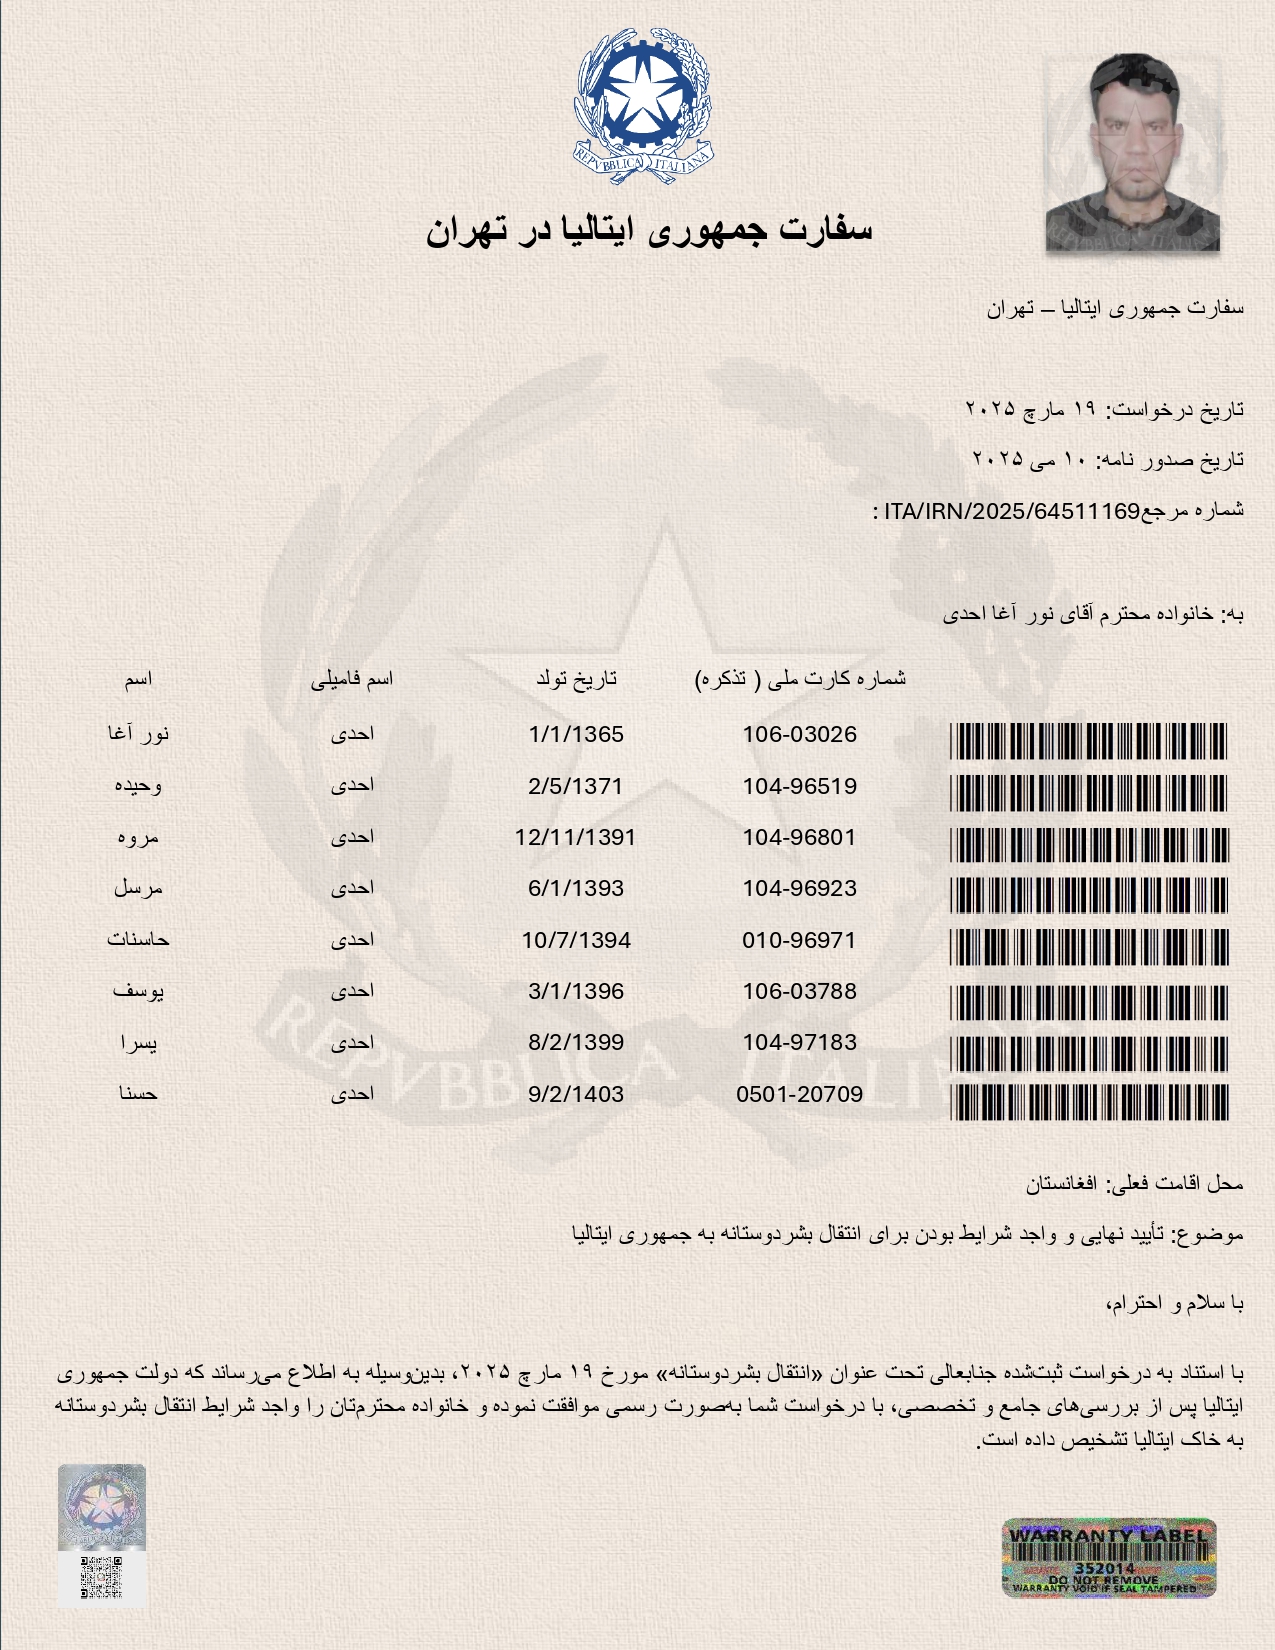 REPVBBLICA ITALIANA
سفارت جمهوری ایتالیا در تهران
سفارت جمهوری ایتالیا – تهران
تاریخ درخواست: ۱۹ مارچ ۲۰۲۵
تاریخ صدور نامه: ۱۰ می ۲۰۲۵
شماره مرجعITA/IRN/2025/64511169 :
به: خانواده محترم آقای نور آغا احدی
اسم اسم فامیلی تاریخ تولد شماره کارت ملی ( تذکره)
نور آغا احدی 1/1/1365 106-03026
وحیده احدی 2/5/1371 104-96519
مروه احدی 12/11/1391 104-96801
مرسل احدی 6/1/1393 104-96923
حاسنات احدی 10/7/1394 010-96971
یوسف احدی 3/1/1396 106-03788
یسرا احدی 8/2/1399 104-97183
حسنا احدی 9/2/1403 0501-20709
REPVBBLICA ITALIANA
محل اقامت فعلی: افغانستان
موضوع: تأیید نهایی و واجد شرایط بودن برای انتقال بشردوستانه به جمهوری ایتالیا
با سلام و احترام،
با استناد به درخواست ثبت‌شده جنابعالی تحت عنوان «انتقال بشردوستانه» مورخ ۱۹ مارچ ۲۰۲۵، بدین‌وسیله به اطلاع می‌رساند که دولت جمهوری
ایتالیا پس از بررسی‌های جامع و تخصصی، با درخواست شما به‌صورت رسمی موافقت نموده و خانواده محترم‌تان را واجد شرایط انتقال بشردوستانه
به خاک ایتالیا تشخیص داده است.
WARRANTY LABEL
352014
DO NOT REMOVE
WARRANTY VOID IF SEAL TAMPERED